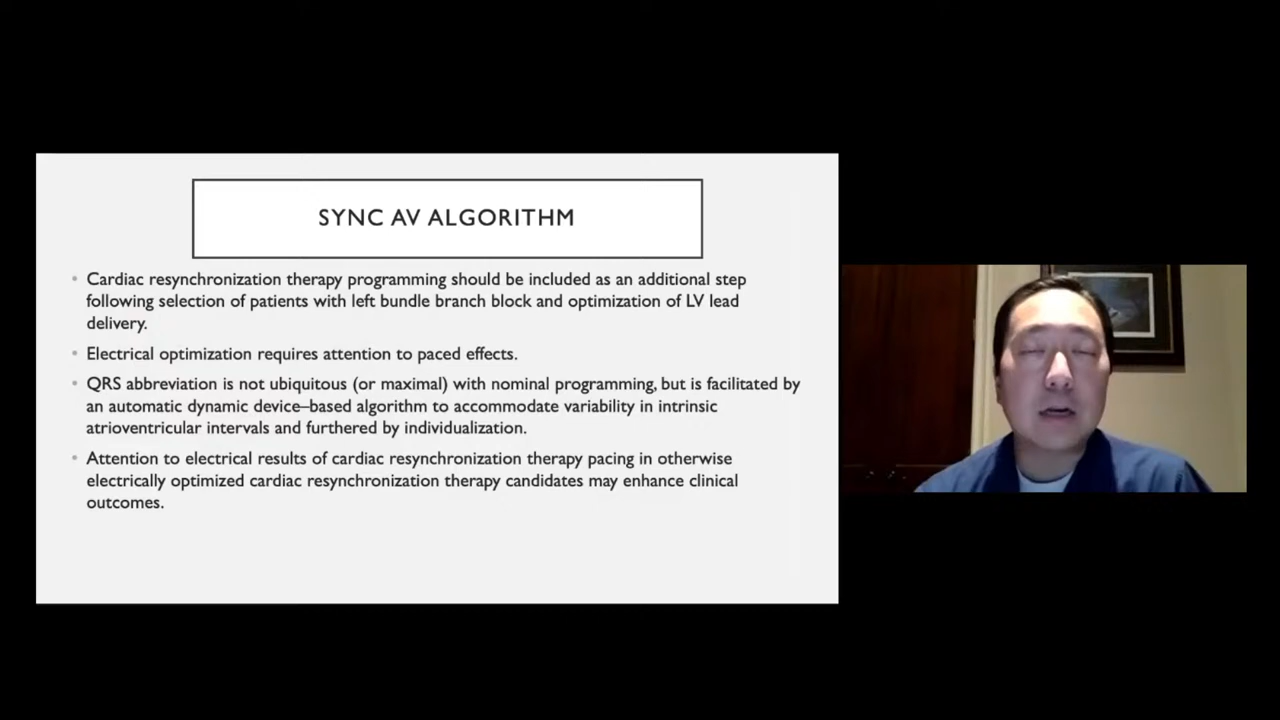 SYNC AV ALGORITHM
• Cardiac resynchronization therapy programming should be included as an additional step
following selection of patients with left bundle branch block and optimization of LV lead
delivery.
• Electrical optimization requires attention to paced effects.
• QRS abbreviation is not ubiquitous (or maximal) with nominal programming, but is facilitated by
an automatic dynamic device–based algorithm to accommodate variability in intrinsic
atrioventricular intervals and furthered by individualization.
• Attention to electrical results of cardiac resynchronization therapy pacing in otherwise
electrically optimized cardiac resynchronization therapy candidates may enhance clinical
outcomes.